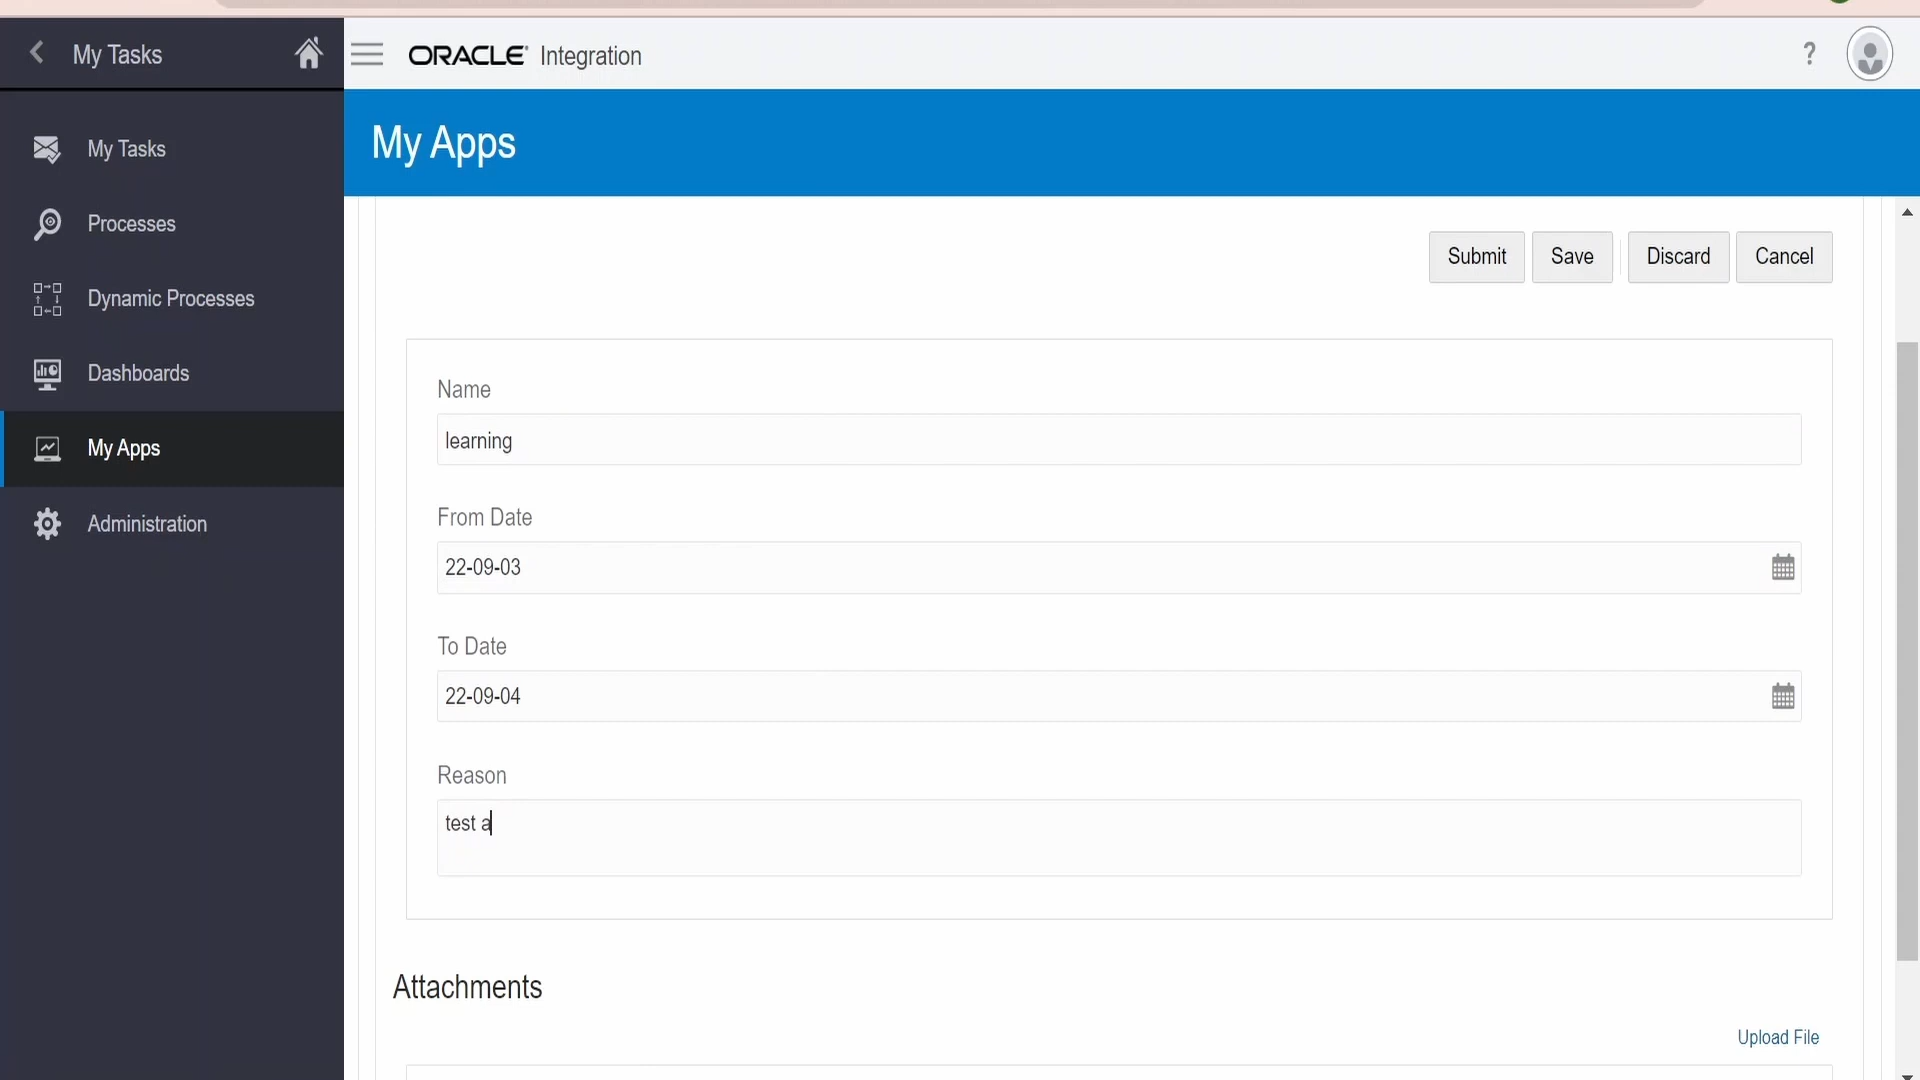 My Tasks
ORACLE Integration
?
My Tasks
Processes
Dynamic Processes
Dashboards
My Apps
Administration
My Apps
Submit
Save
Discard
Cancel
Name
learning
From Date
22-09-03
To Date
22-09-04
Reason
test a
Attachments
Upload File